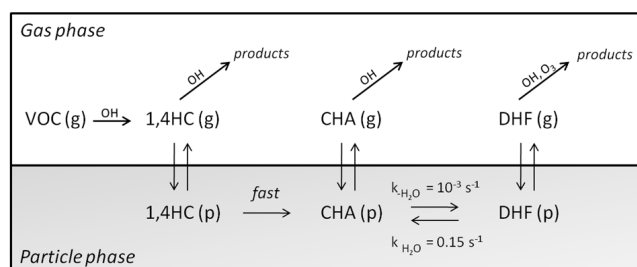 Gas phase
products products products
OH OH OH, O₃
VOC (g) OH 1,4HC (g) CHA (g) DHF (g)
fast k-H₂O = 10⁻³ s⁻¹
1,4HC (p) CHA (p) DHF (p)
k H₂O = 0.15 s⁻¹
Particle phase